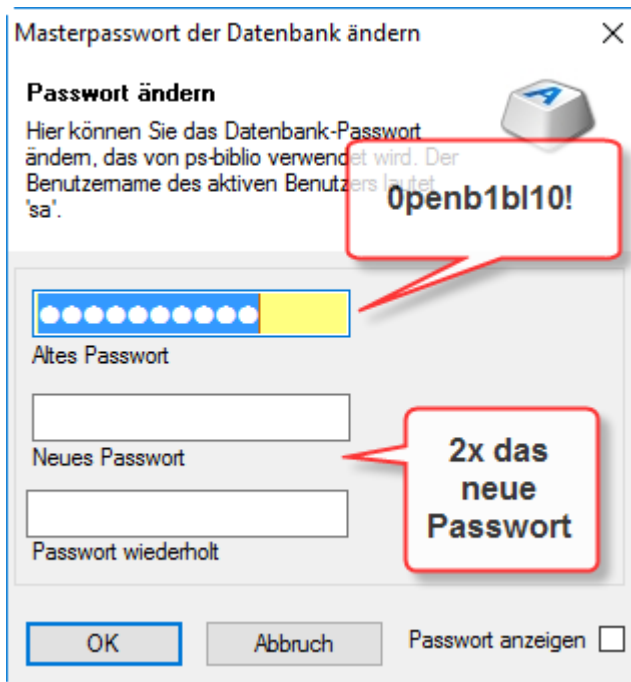 Masterpasswort der Datenbank ändern
Passwort ändern
Hier können Sie das Datenbank-Passwort
ändern, das von ps-biblio verwendet wird. Der
Benutzername des aktiven Benutzers lautet
'sa'.
0penb1bl10!
Altes Passwort
Neues Passwort
2x das
neue
Passwort
Passwort wiederholt
OK
Abbruch
Passwort anzeigen